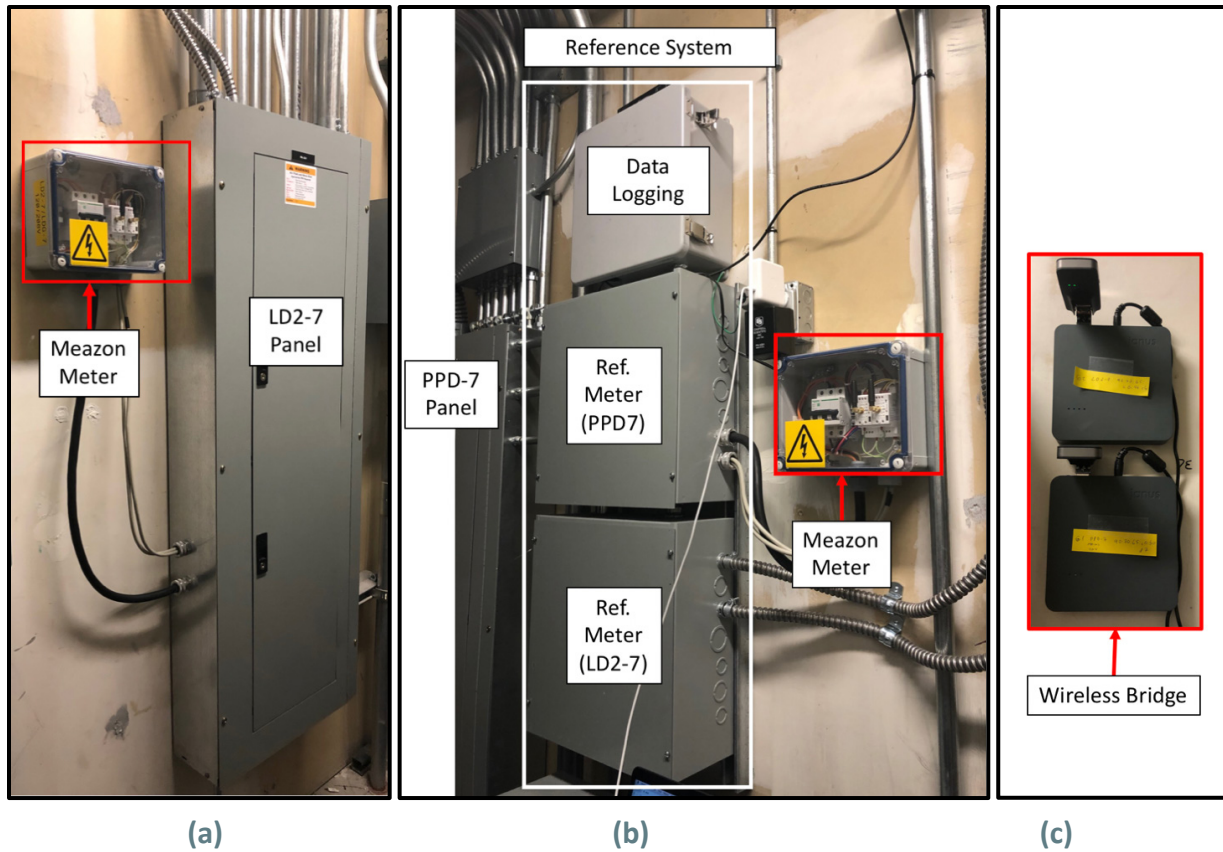 Meazon
Meter
LD2-7
Panel
Reference System
Data
Logging
PPD-7
Panel
Ref.
Meter
(PPD7)
Meazon
Meter
Ref.
Meter
(LD2-7)
Wireless Bridge
(a)
(b)
(c)